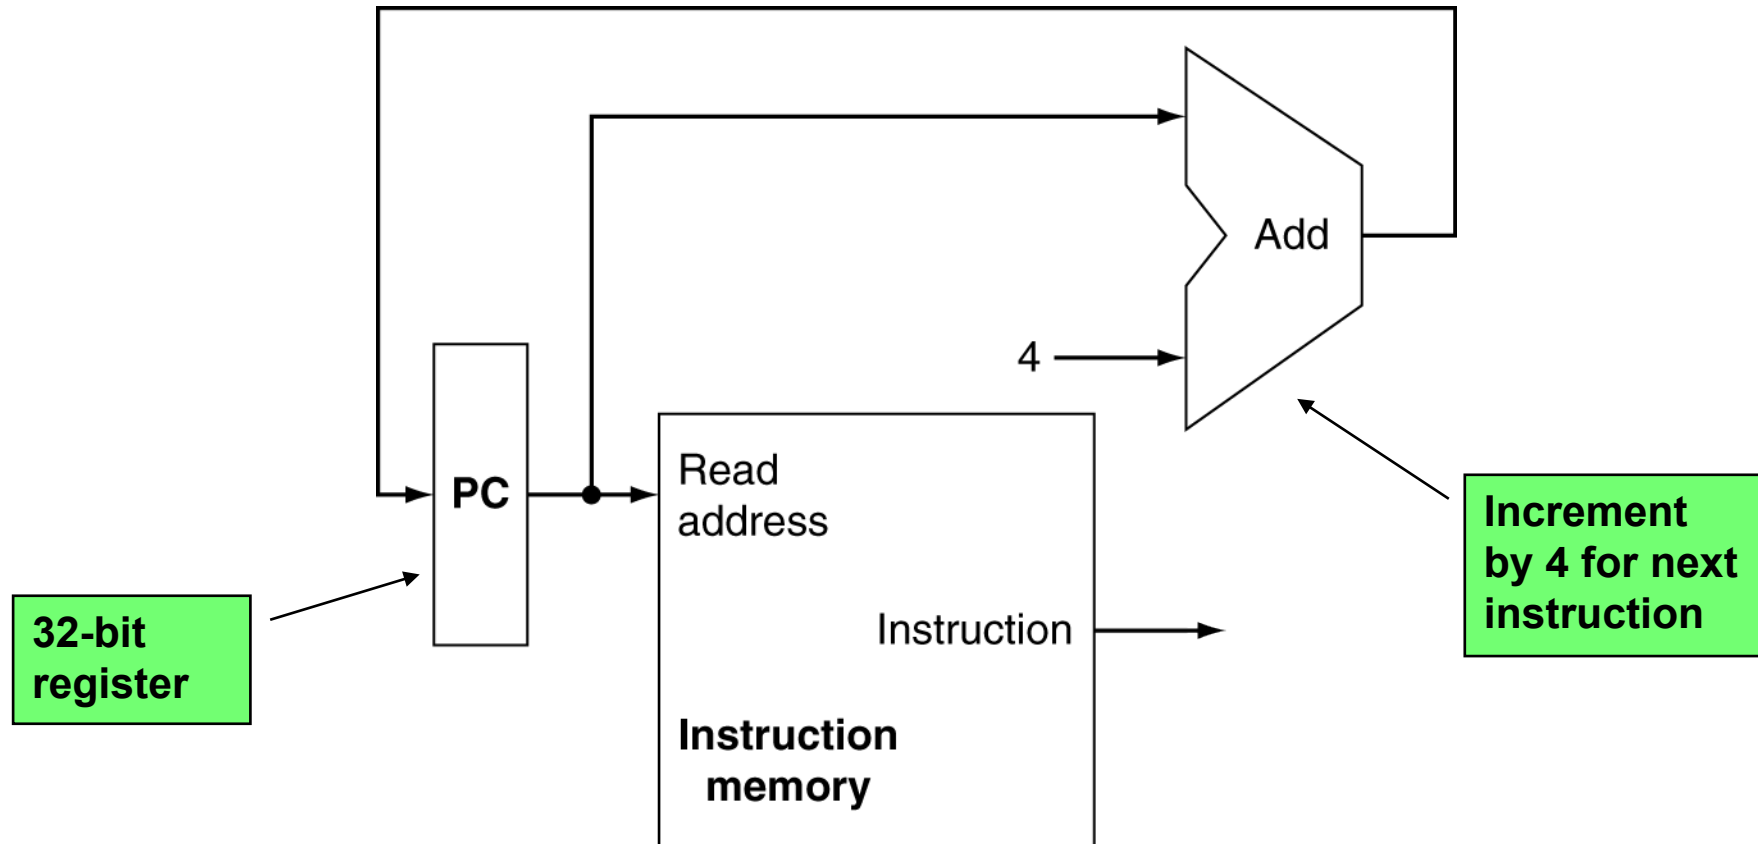 Add
4
PC
Read
address
Increment
by 4 for next
instruction
32-bit
register
Instruction
Instruction
memory